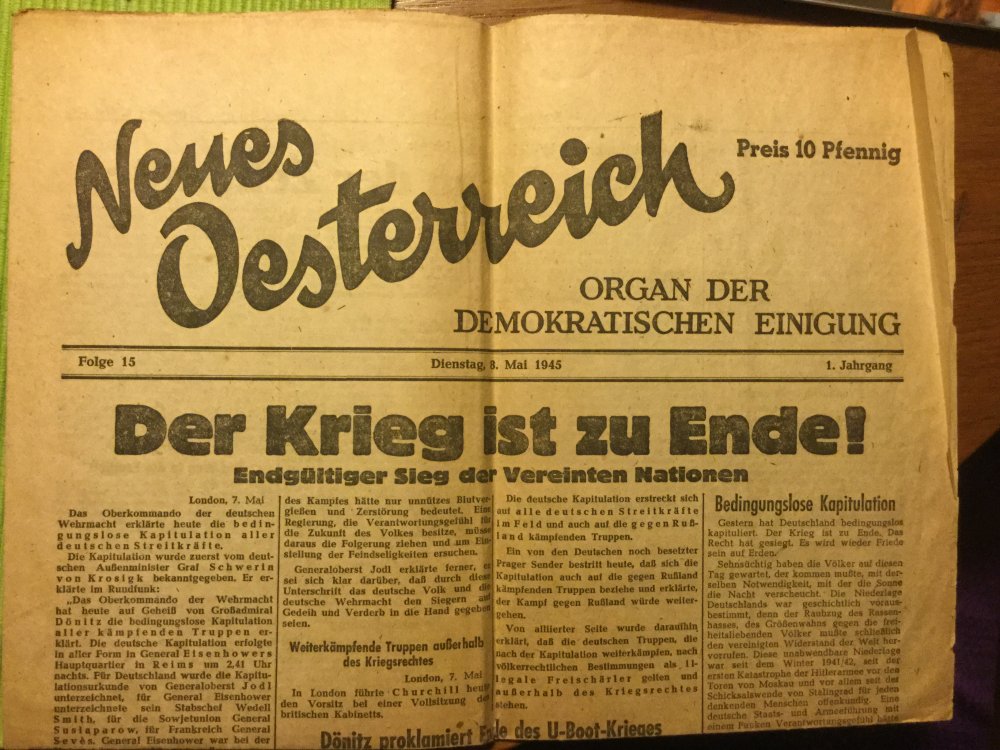 Neues
Oesterreich
Preis 10 Pfennig
ORGAN DER
DEMOKRATISCHEN EINIGUNG
Folge 15
Dienstag, 8. Mai 1945
1. Jahrgang
Der Krieg ist zu Ende!
Endgültiger Sieg der Vereinten Nationen
London, 7. Mai
Das Oberkommando der deutschen
Wehrmacht erklärte heute die bedin-
gungslose Kapitulation aller
deutschen Streitkräfte.
Die Kapitulation wurde zuerst vom deut-
schen Außenminister Graf Schwerin
von Krosigk bekanntgegeben. Er er-
klärte im Rundfunk:
„Das Oberkommando der Wehrmacht
hat heute auf Geheiß von Großadmiral
Dönitz die bedingungslose Kapitulation
aller kämpfenden Truppen er-
klärt. Die deutsche Kapitulation erfolgte
in aller Form in General Eisenhowers
Hauptquartier in Reims um 2,41 Uhr
nachts. Für Deutschland wurde die Kapitu-
lationsurkunde von Generaloberst Jodl
unterzeichnet, für General Eisenhower
unterzeichnete sein Stabschef Wedell
Smith, für die Sowjetunion General
Susiaparow, für Frankreich General
Sevès. General Eisenhower war bei der
des Kampfes hätte nur unnützes Blutver-
gießen und Zerstörung bedeutet. Eine
Regierung, die Verantwortungsgefühl für
die Zukunft des Volkes besitze, müsse
daraus die Folgerung ziehen und um Ein-
stellung der Feindseligkeiten ersuchen.
Generaloberst Jodl erklärte ferner, er
sei sich klar darüber, daß durch diese
Unterschrift das deutsche Volk und die
deutsche Wehrmacht den Siegern auf
Gedeih und Verderb in die Hand gegeben
seien.
Weiterkämpfende Truppen außerhalb
des Kriegsrechtes
London, 7. Mai
In London führte Churchill heute
den Vorsitz bei einer Vollsitzung des
britischen Kabinetts.
Die deutsche Kapitulation erstreckt sich
auf alle deutschen Streitkräfte
im Feld und auch auf die gegen Ruß-
land kämpfenden Truppen.
Ein von den Deutschen noch besetzter
Prager Sender bestritt heute, daß sich die
Kapitulation auch auf die gegen Rußland
kämpfenden Truppen beziehe und erklärte,
der Kampf gegen Rußland würde weiter-
gehen.
Von alliierter Seite wurde daraufhin
erklärt, daß die deutschen Truppen, die
nach der Kapitulation weiterkämpfen, nach
völkerrechtlichen Bestimmungen als il-
legale Freischärler gelten und
außerhalb des Kriegsrechtes
stehen.
Dönitz proklamiert Ende des U-Boot-Krieges
Bedingungslose Kapitulation
Gestern hat Deutschland bedingungslos
kapituliert. Der Krieg ist zu Ende. Das
Recht hat gesiegt. Es wird wieder Friede
sein auf Erden.
Sehnsüchtig haben die Völker auf diesen
Tag gewartet, der kommen mußte, mit der-
selben Notwendigkeit, mit der die Sonne
die Nacht verscheucht. Die Niederlage
Deutschlands war geschichtlich voraus-
bestimmt, denn der Raubzug des Rassen-
hasses, des Größenwahns gegen die frei-
heitsliebenden Völker mußte schließlich
den vereinigten Widerstand der Welt her-
vorrufen. Diese unabwendbare Niederlage
war seit dem Winter 1941/42, seit der
ersten Katastrophe der Hitlerarmee vor den
Toren von Moskau und vor allem seit der
Schicksalswende von Stalingrad für jeden
denkenden Menschen offenkundig. Eine
deutsche Staats- und Armeeführung mit
einem Funken Verantwortungsgefühl hätte